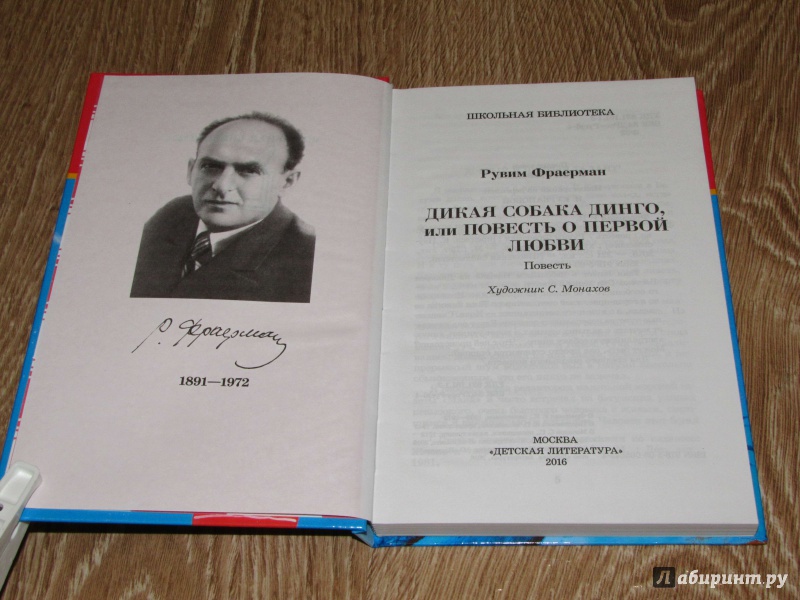 Р. Фраерман
1891—1972
ШКОЛЬНАЯ БИБЛИОТЕКА
Рувим Фраерман
ДИКАЯ СОБАКА ДИНГО,
или ПОВЕСТЬ О ПЕРВОЙ
ЛЮБВИ
Повесть
Художник С. Монахов
МОСКВА
«ДЕТСКАЯ ЛИТЕРАТУРА»
2016
Лабиринт.ру